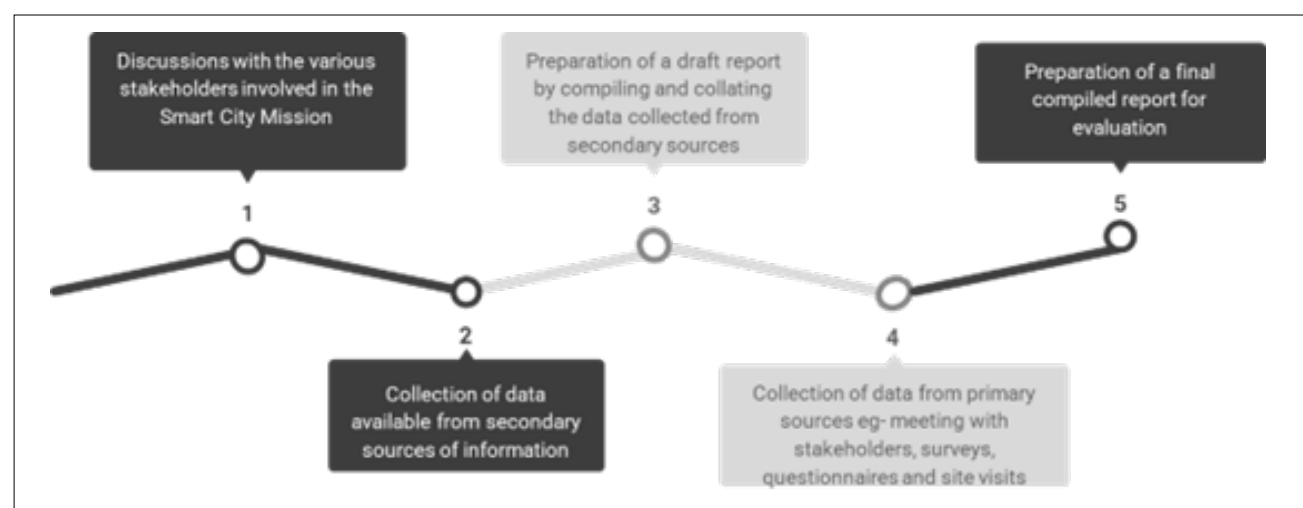 Discussions with the various
stakeholders involved in the
Smart City Mission
1
Collection of data
available from secondary
sources of information
2
Preparation of a draft report
by compiling and collating
the data collected from
secondary sources
3
Collection of data from primary
sources eg- meeting with
stakeholders, surveys,
questionnaires and site visits
4
Preparation of a final
compiled report for
evaluation
5